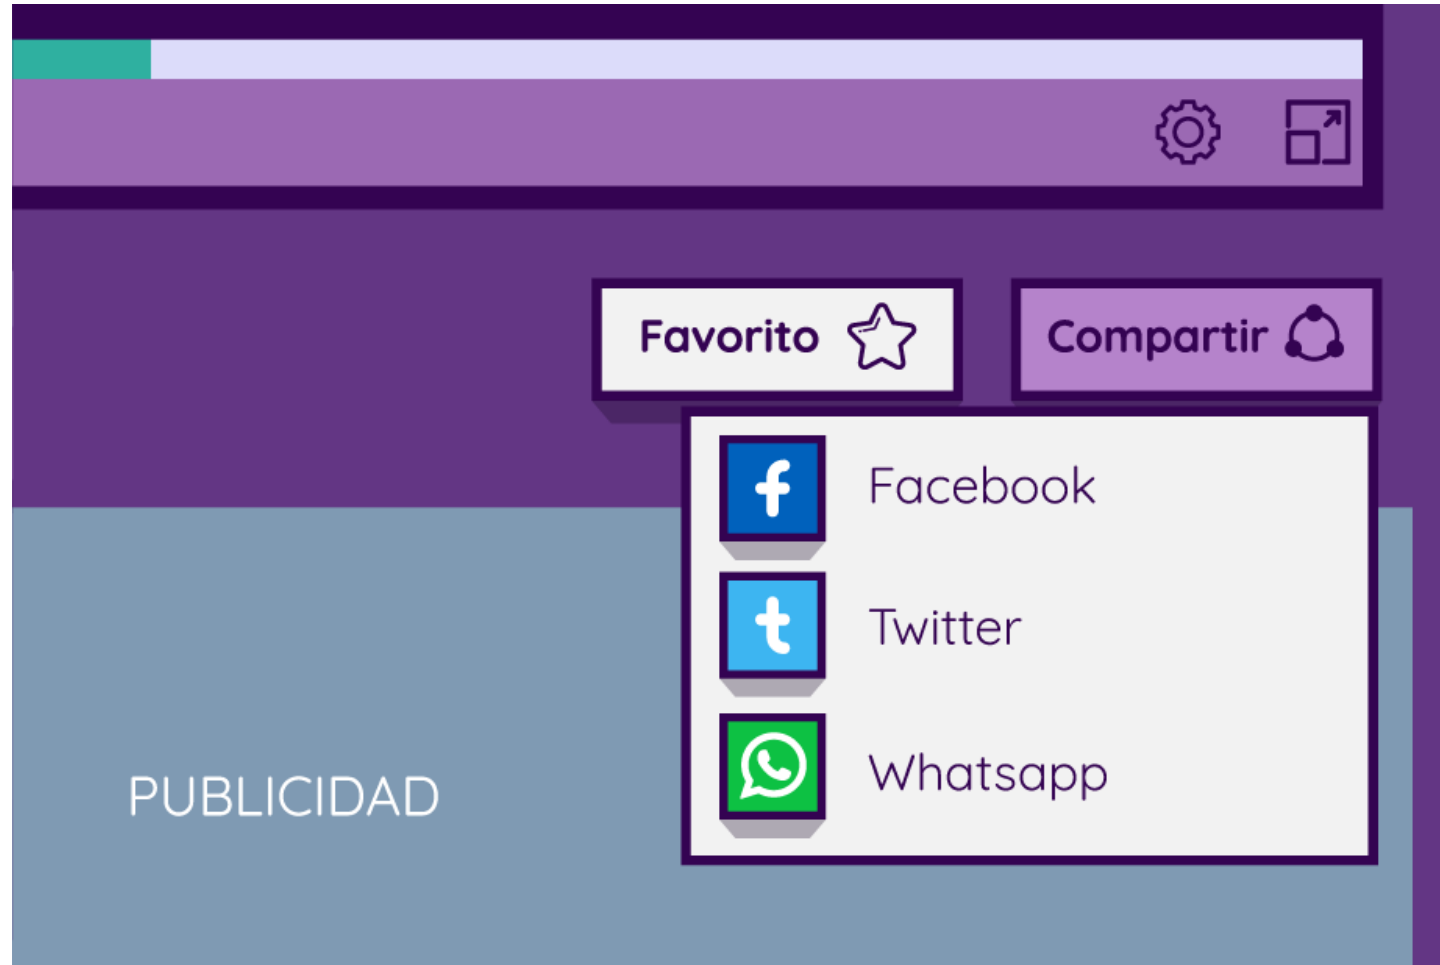 Favorito
Compartir
Facebook
Twitter
Whatsapp
PUBLICIDAD